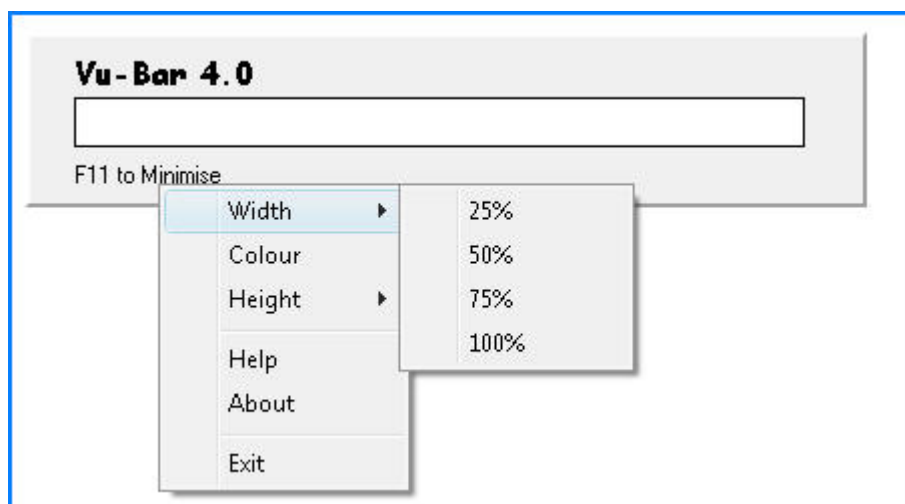 Vu-Bar 4.0
F11 to Minimise
Width
Colour
Height
Help
About
Exit
25%
50%
75%
100%